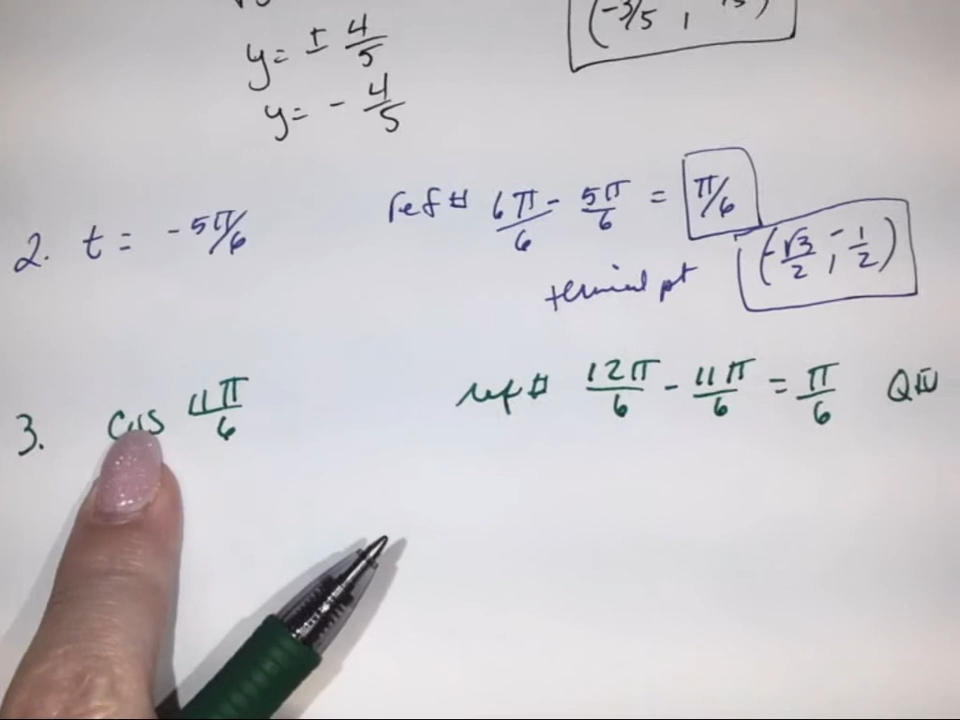 y = ± 4/5
(-3/5 ,
y = - 4/5
2. t = -5π/6 ref # 6π/6 - 5π/6 = π/6
terminal pt (-√3/2 , -1/2)
3. cos 11π/6 ref # 12π/6 - 11π/6 = π/6 QIV